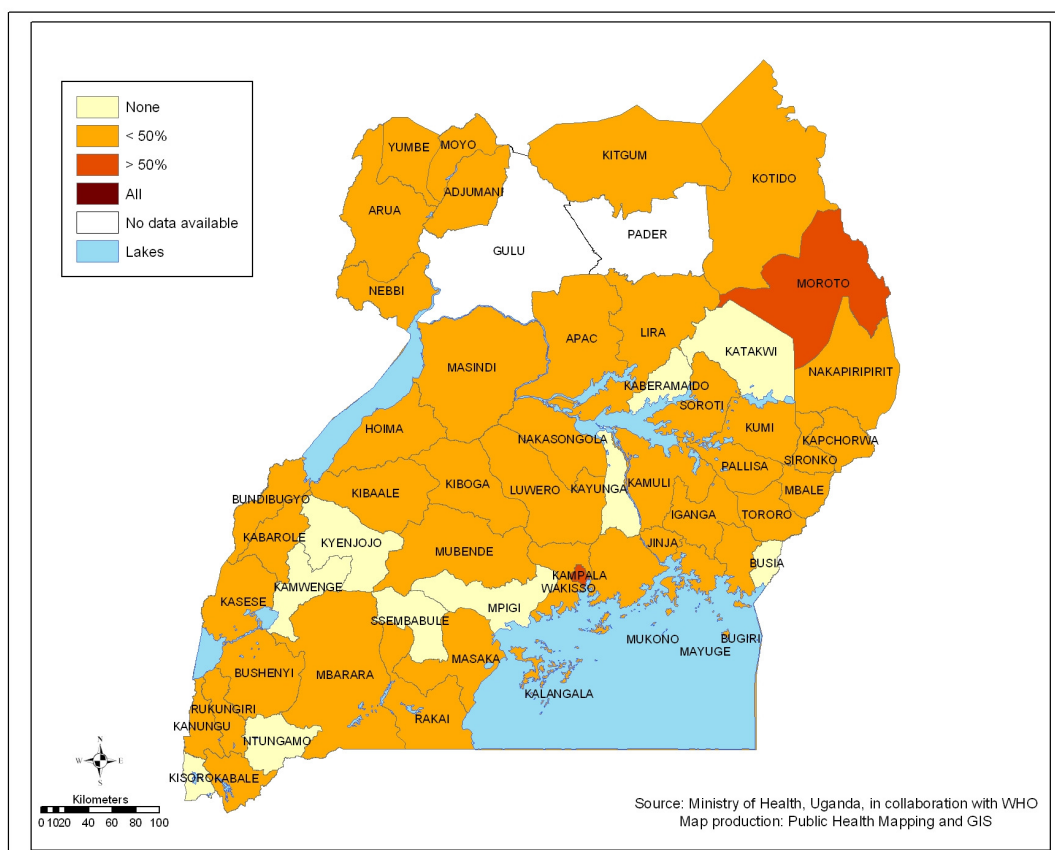 None
< 50%
> 50%
All
No data available
Lakes
YUMBE
MOYO
ADJUMANI
ARUA
NEBBI
KITGUM
KOTIDO
PADER
GULU
MOROTO
APAC
LIRA
KATAKWI
MASINDI
KABERAMAIDO
NAKAPIRIPIRIT
SOROTI
KUMI
HOIMA
NAKASONGOLA
KAPCHORWA
SIRONKO
PALLISA
KIBOGA
KAYUNGA
KAMULI
MBALE
BUNDIBUGYO
KIBAALE
LUWERO
IGANGA
TORORO
KABAROLE
KYENJOJO
MUBENDE
JINJA
BUSIA
KAMPALA
WAKISSO
KAMWENGE
KASESE
MPIGI
SSEMBABULE
MUKONO
BUGIRI
MAYUGE
MASAKA
BUSHENYI
MBARARA
KALANGALA
RUKUNGIRI
RAKAI
KANUNGU
NTUNGAMO
KISORO
KABALE
N
W E
S
Kilometers
0 10 20 40 60 80 100
Source: Ministry of Health, Uganda, in collaboration with WHO
Map production: Public Health Mapping and GIS